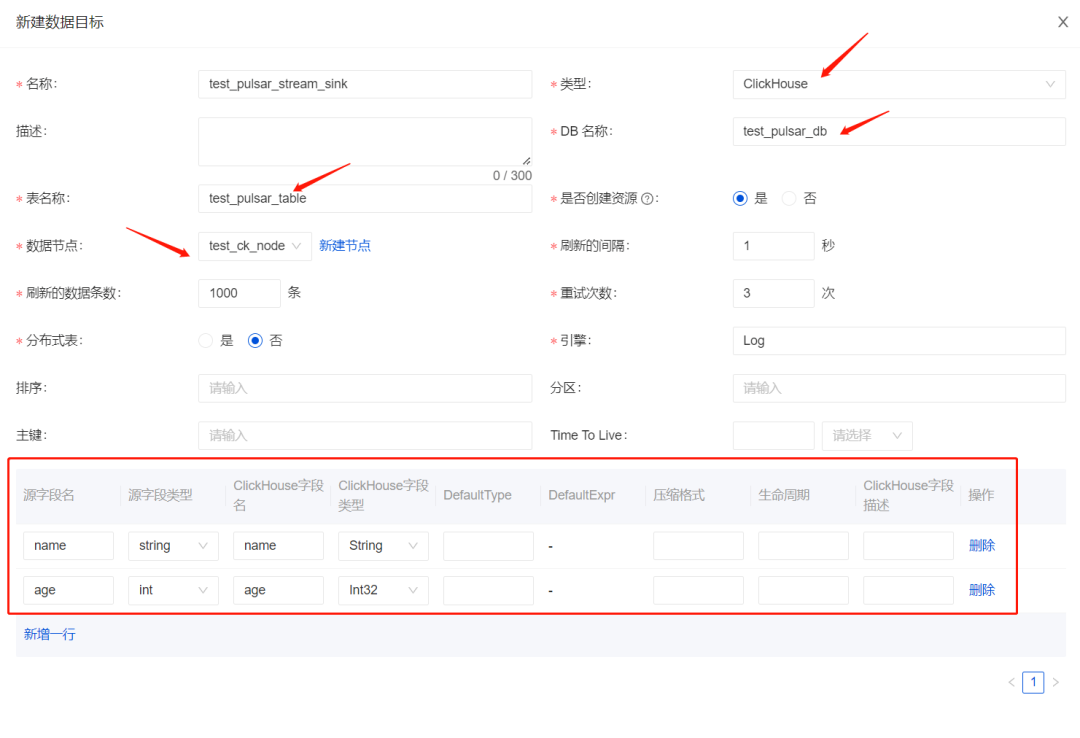 新建数据目标
* 名称: test_pulsar_stream_sink * 类型: ClickHouse
描述: * DB 名称: test_pulsar_db
0 / 300
* 表名称: test_pulsar_table * 是否创建资源 ?: 是 否
* 数据节点: test_ck_node 新建节点 * 刷新的间隔: 1 秒
* 刷新的数据条数: 1000 条 * 重试次数: 3 次
* 分布式表: 是 否 * 引擎: Log
排序: 请输入 分区: 请输入
主键: 请输入 Time To Live: 请选择
源字段名 源字段类型 ClickHouse字段名 ClickHouse字段类型 DefaultType DefaultExpr 压缩格式 生命周期 ClickHouse字段描述 操作
name string name String - 删除
age int age Int32 - 删除
新增一行
< 1 >